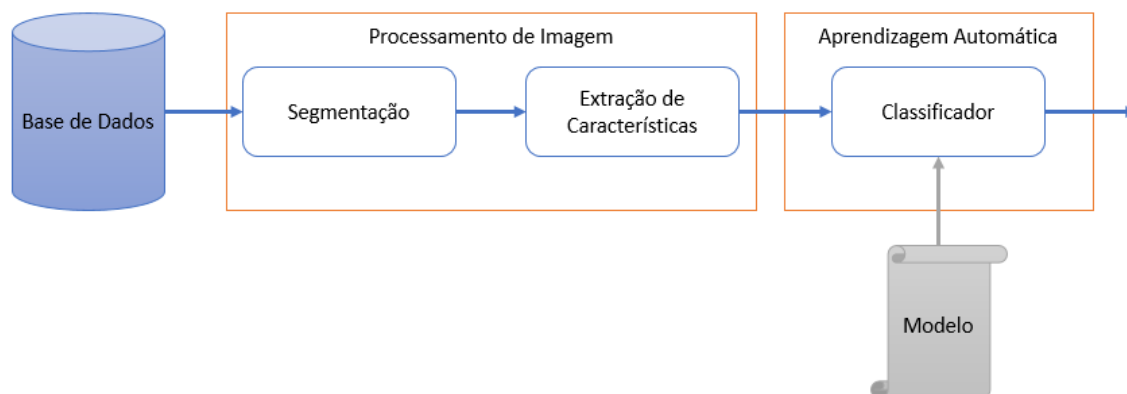 Processamento de Imagem
Aprendizagem Automática
Base de Dados
Segmentação
Extração de
Características
Classificador
Modelo